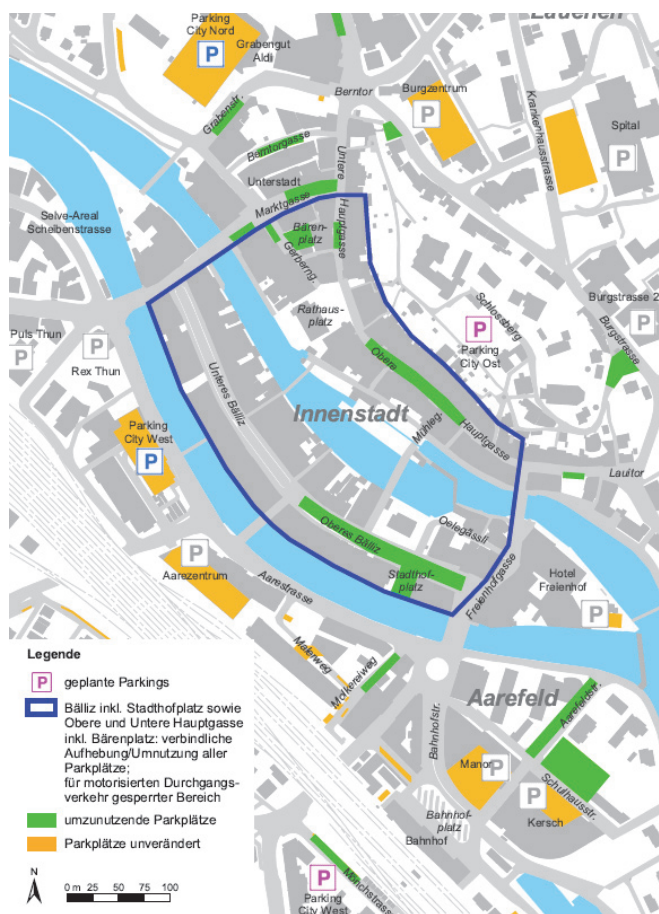 Lauenen
Parking
City Nord
P
Grabengut
Aldi
Berntor
Burgzentrum
P
Krankenhausstrasse
Spital
P
Grabenstr.
Berntorgasse
Untere
Hauptgasse
Unterstadt
Marktgasse
Selve-Areal
Scheibenstrasse
Bären-
platz
Gerberng.
Rathaus-
platz
Schlossberg
Burgstrasse 2
P
Burgstrasse
Puls Thun
P
Rex Thun
P
P
Parking
City Ost
Obere
Hauptgasse
Unteres Bälliz
Innenstadt
Mühleg-
Parking
City West
P
Lauitor
Oberes Bälliz
Oelegässli
Stadthof-
platz
Freienhofgasse
P
Aarezentrum
Aarestrasse
Hotel
Freienhof
P
Maierweg
Molkereiweg
Aarefeld
Aarefeldstr.
Bahnhofstr.
Manor
P
P
Kersch
Schulhausstr.
Bahnhof-
platz
Bahnhof
P
Parking
City West
Mönchstrasse
Legende
P geplante Parkings
Bälliz inkl. Stadthofplatz sowie
Obere und Untere Hauptgasse
inkl. Bärenplatz: verbindliche
Aufhebung/Umnutzung aller
Parkplätze;
für motorisierten Durchgangs-
verkehr gesperrter Bereich
umzunutzende Parkplätze
Parkplätze unverändert
N
0 m 25 50 75 100